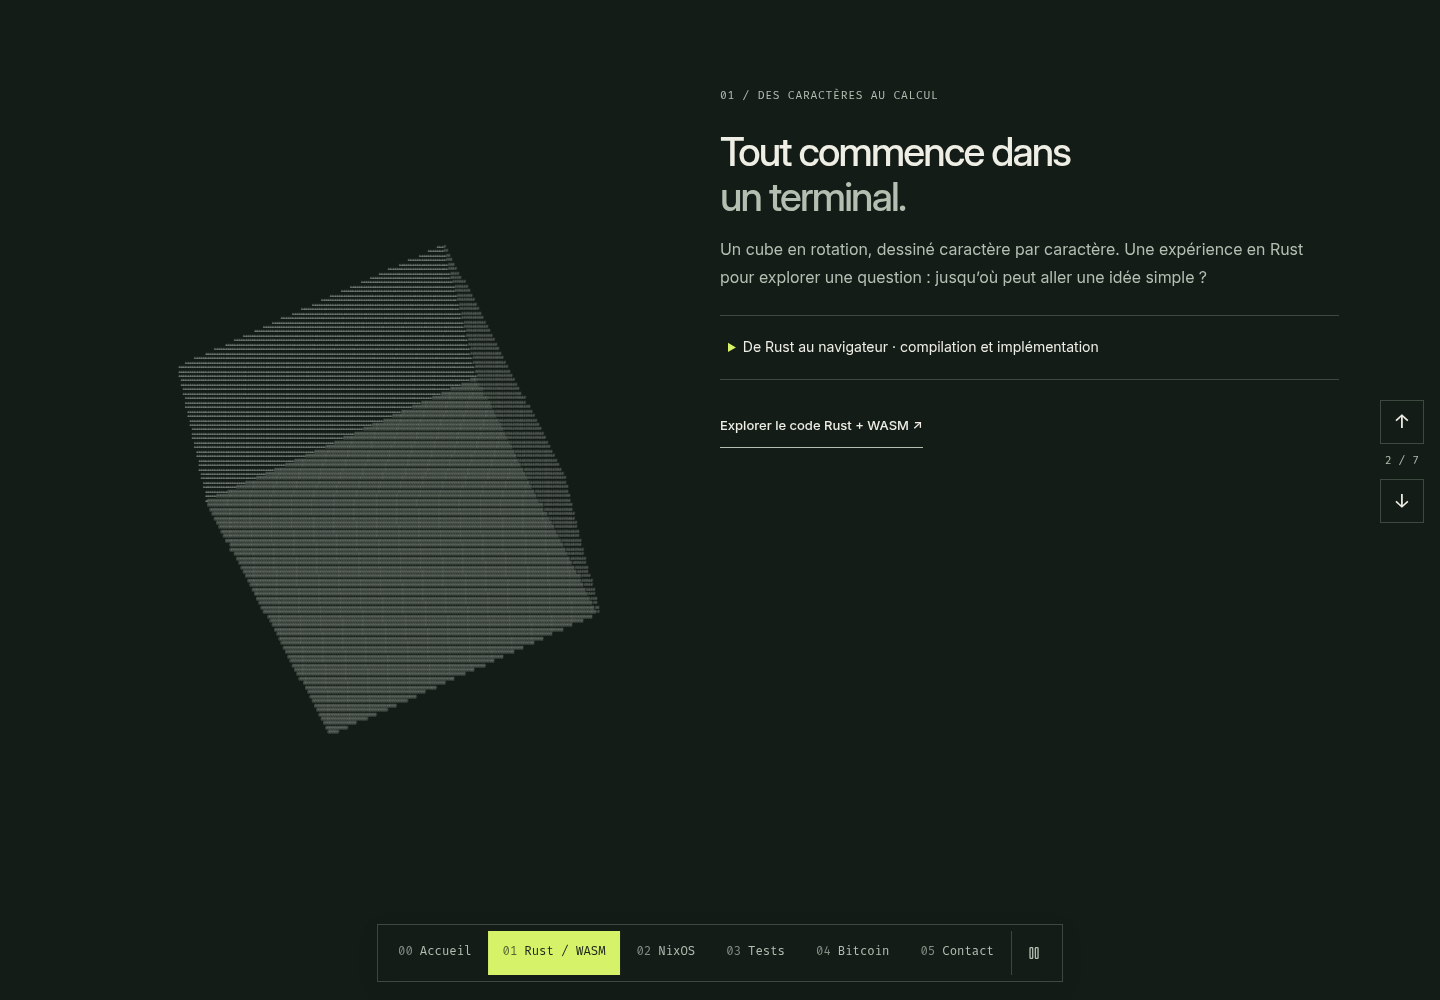 01 / DES CARACTÈRES AU CALCUL
Tout commence dans
un terminal.
Un cube en rotation, dessiné caractère par caractère. Une expérience en Rust
pour explorer une question : jusqu’où peut aller une idée simple ?
▶ De Rust au navigateur · compilation et implémentation
Explorer le code Rust + WASM ↗
↑
2 / 7
↓
00 Accueil 01 Rust / WASM 02 NixOS 03 Tests 04 Bitcoin 05 Contact